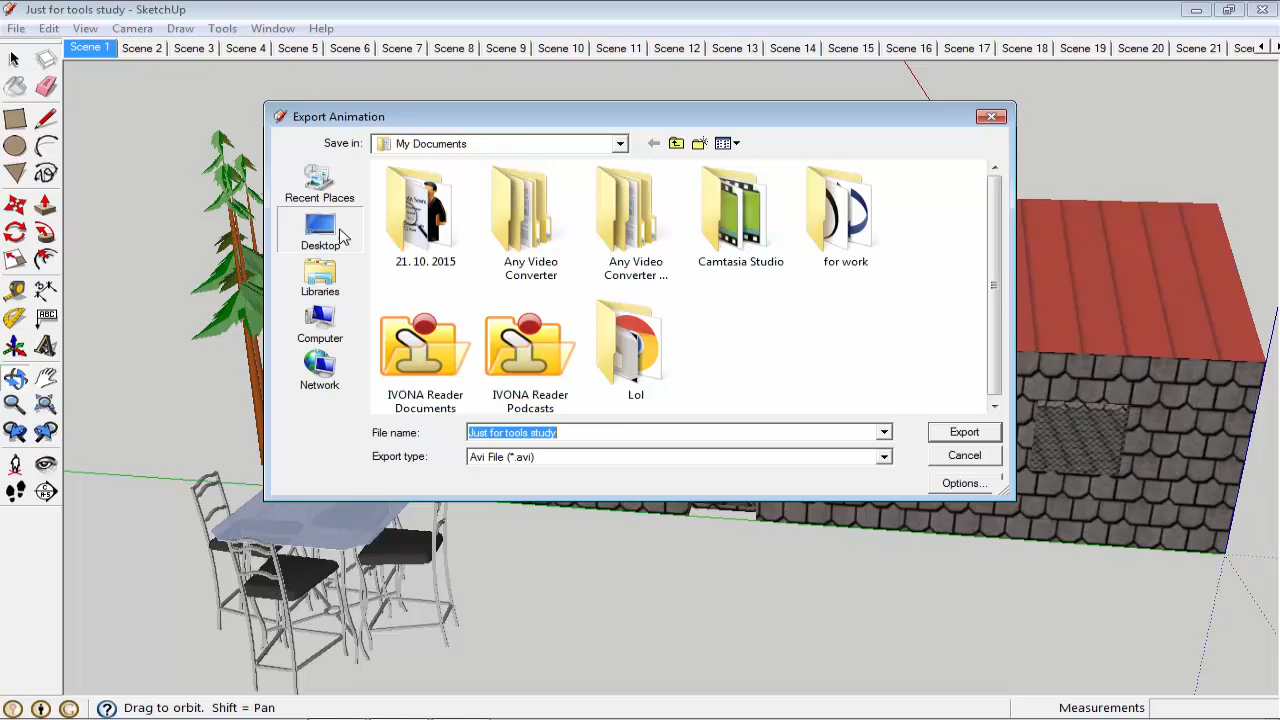 Just for tools study - SketchUp
File Edit View Camera Draw Tools Window Help
Scene 1 Scene 2 Scene 3 Scene 4 Scene 5 Scene 6 Scene 7 Scene 8 Scene 9 Scene 10 Scene 11 Scene 12 Scene 13 Scene 14 Scene 15 Scene 16 Scene 17 Scene 18 Scene 19 Scene 20 Scene 21 Sce
Export Animation
Save in: My Documents
Recent Places
Desktop
Libraries
Computer
Network
21. 10. 2015
Any Video
Converter
Any Video
Converter ...
Camtasia Studio
for work
IVONA Reader
Documents
IVONA Reader
Podcasts
Lol
File name: Just for tools study
Export
Export type: Avi File (*.avi)
Cancel
Options...
ABC
Drag to orbit. Shift = Pan
Measurements